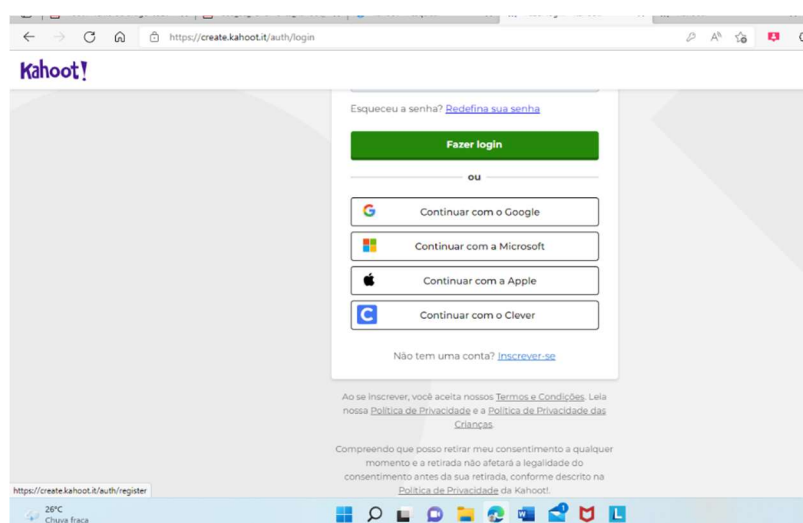 https://create.kahoot.it/auth/login
Kahoot!
Esqueceu a senha? Redefina sua senha
Fazer login
ou
Continuar com o Google
Continuar com a Microsoft
Continuar com a Apple
C Continuar com o Clever
Não tem uma conta? Inscrever-se
Ao se inscrever, você aceita nossos Termos e Condições. Leia
nossa Política de Privacidade e a Política de Privacidade das
Crianças.
Compreendo que posso retirar meu consentimento a qualquer
momento e a retirada não afetará a legalidade do
consentimento antes da sua retirada, conforme descrito na
Política de Privacidade da Kahoot!.
https://create.kahoot.it/auth/register
26°C
Chuva fraca